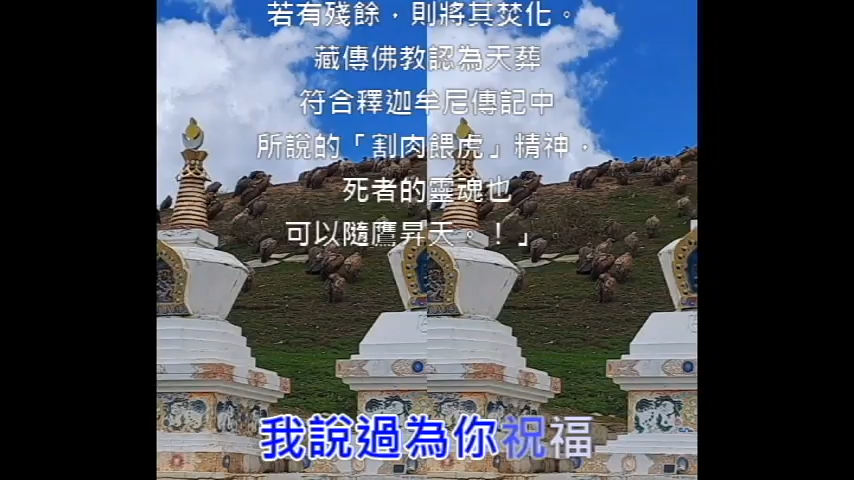 若有殘餘，則將其焚化。
藏傳佛教認為天葬
符合釋迦牟尼傳記中
所說的「割肉餵虎」精神，
死者的靈魂也
可以隨鷹昇天。！」
我說過為你祝福